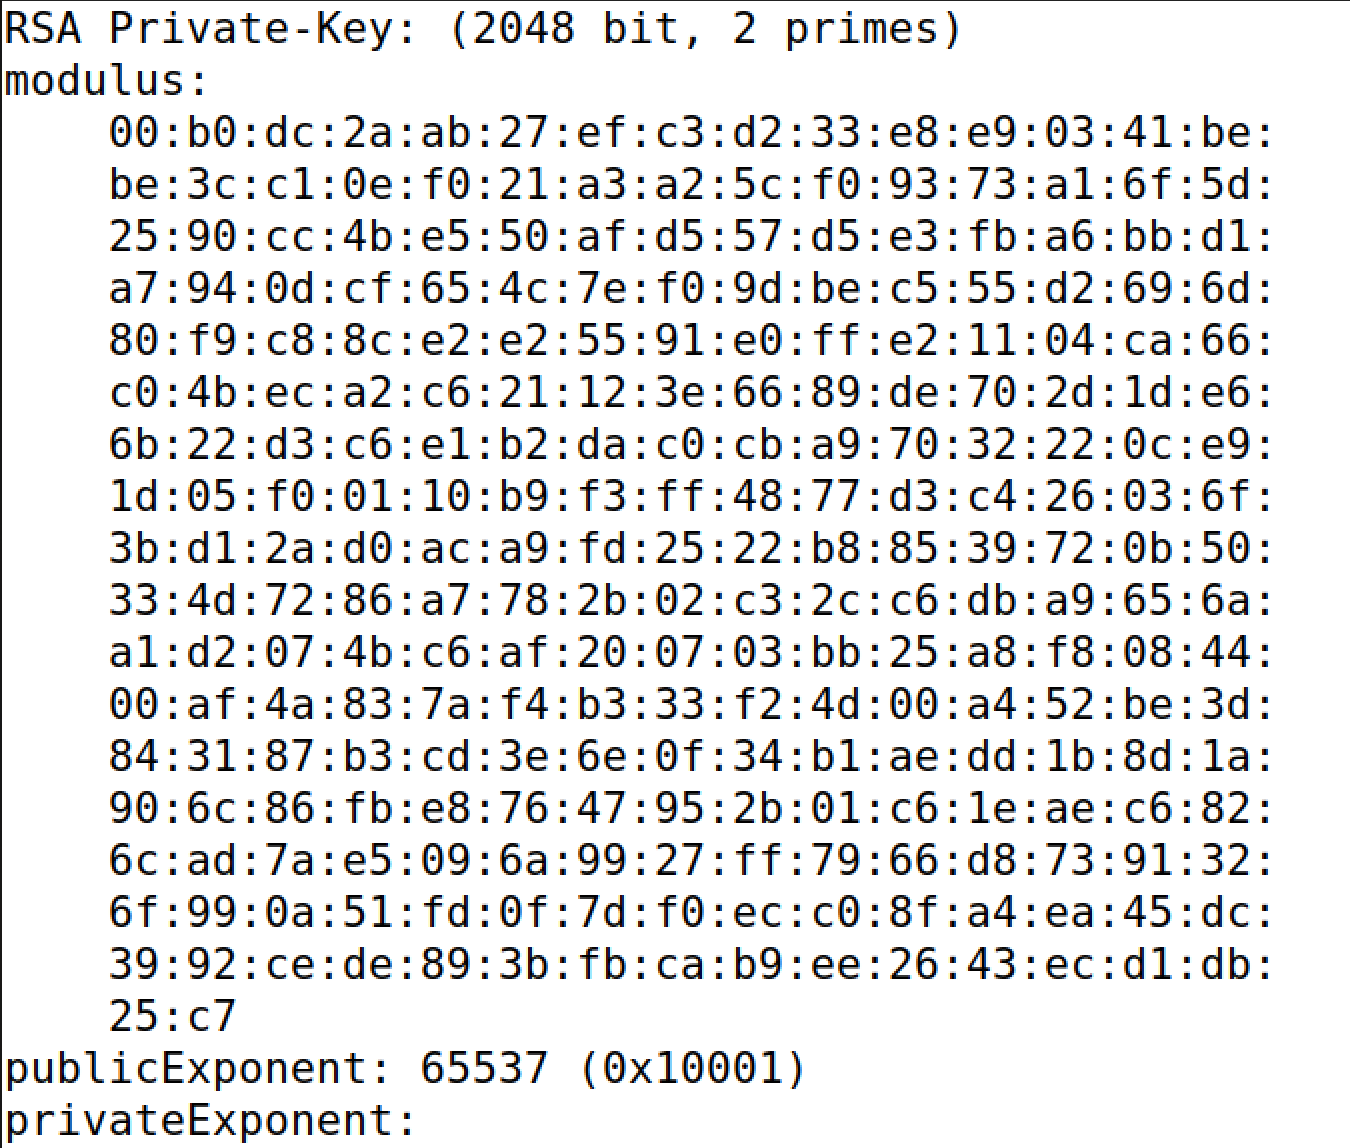 RSA Private-Key: (2048 bit, 2 primes)
modulus:
00:b0:dc:2a:ab:27:ef:c3:d2:33:e8:e9:03:41:be:
be:3c:c1:0e:f0:21:a3:a2:5c:f0:93:73:a1:6f:5d:
25:90:cc:4b:e5:50:af:d5:57:d5:e3:fb:a6:bb:d1:
a7:94:0d:cf:65:4c:7e:f0:9d:be:c5:55:d2:69:6d:
80:f9:c8:8c:e2:e2:55:91:e0:ff:e2:11:04:ca:66:
c0:4b:ec:a2:c6:21:12:3e:66:89:de:70:2d:1d:e6:
6b:22:d3:c6:e1:b2:da:c0:cb:a9:70:32:22:0c:e9:
1d:05:f0:01:10:b9:f3:ff:48:77:d3:c4:26:03:6f:
3b:d1:2a:d0:ac:a9:fd:25:22:b8:85:39:72:0b:50:
33:4d:72:86:a7:78:2b:02:c3:2c:c6:db:a9:65:6a:
a1:d2:07:4b:c6:af:20:07:03:bb:25:a8:f8:08:44:
00:af:4a:83:7a:f4:b3:33:f2:4d:00:a4:52:be:3d:
84:31:87:b3:cd:3e:6e:0f:34:b1:ae:dd:1b:8d:1a:
90:6c:86:fb:e8:76:47:95:2b:01:c6:1e:ae:c6:82:
6c:ad:7a:e5:09:6a:99:27:ff:79:66:d8:73:91:32:
6f:99:0a:51:fd:0f:7d:f0:ec:c0:8f:a4:ea:45:dc:
39:92:ce:de:89:3b:fb:ca:b9:ee:26:43:ec:d1:db:
25:c7
publicExponent: 65537 (0x10001)
privateExponent: